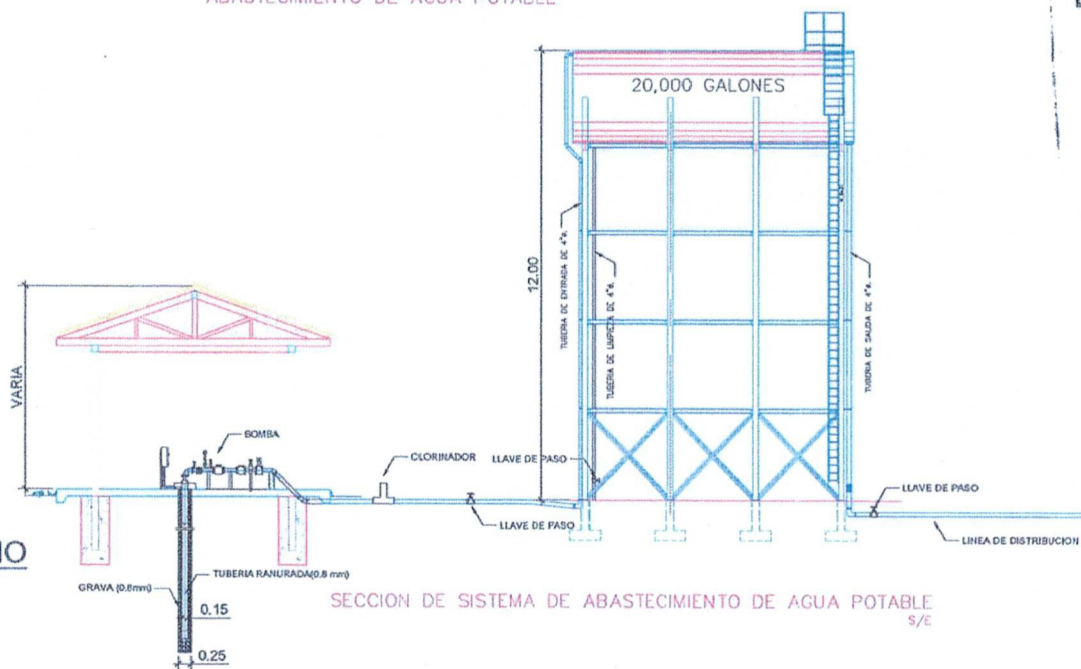 ABASTECIMIENTO DE AGUA POTABLE
20,000 GALONES
12.00
TUBERIA DE ENTRADA DE 4"ø.
TUBERIA DE LIMPIEZA DE 4"ø.
TUBERIA DE SALIDA DE 4"ø.
VARIA
BOMBA
CLORINADOR
LLAVE DE PASO
LLAVE DE PASO
LLAVE DE PASO
LINEA DE DISTRIBUCION
GRAVA (0.8mm)
TUBERIA RANURADA(0.8 mm)
0.15
0.25
SECCION DE SISTEMA DE ABASTECIMIENTO DE AGUA POTABLE
S/E